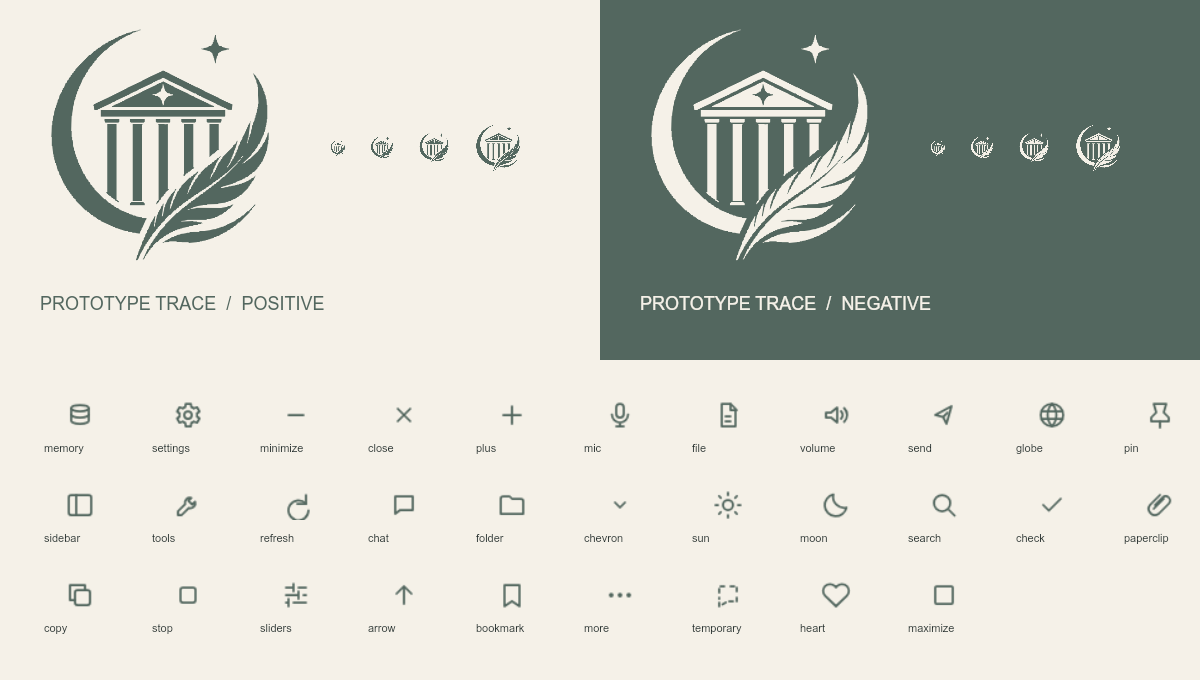 PROTOTYPE TRACE / POSITIVE
PROTOTYPE TRACE / NEGATIVE
memory settings minimize close plus mic file volume send globe pin
sidebar tools refresh chat folder chevron sun moon search check paperclip
copy stop sliders arrow bookmark more temporary heart maximize